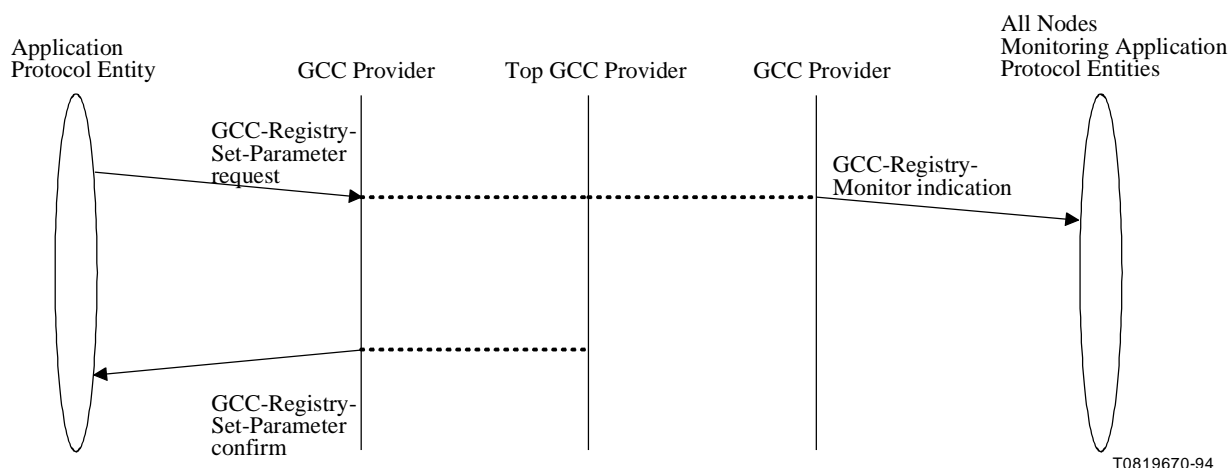 Application
Protocol Entity
GCC Provider
Top GCC Provider
GCC Provider
All Nodes
Monitoring Application
Protocol Entities
GCC-Registry-
Set-Parameter
request
GCC-Registry-
Monitor indication
GCC-Registry-
Set-Parameter
confirm
T0819670-94